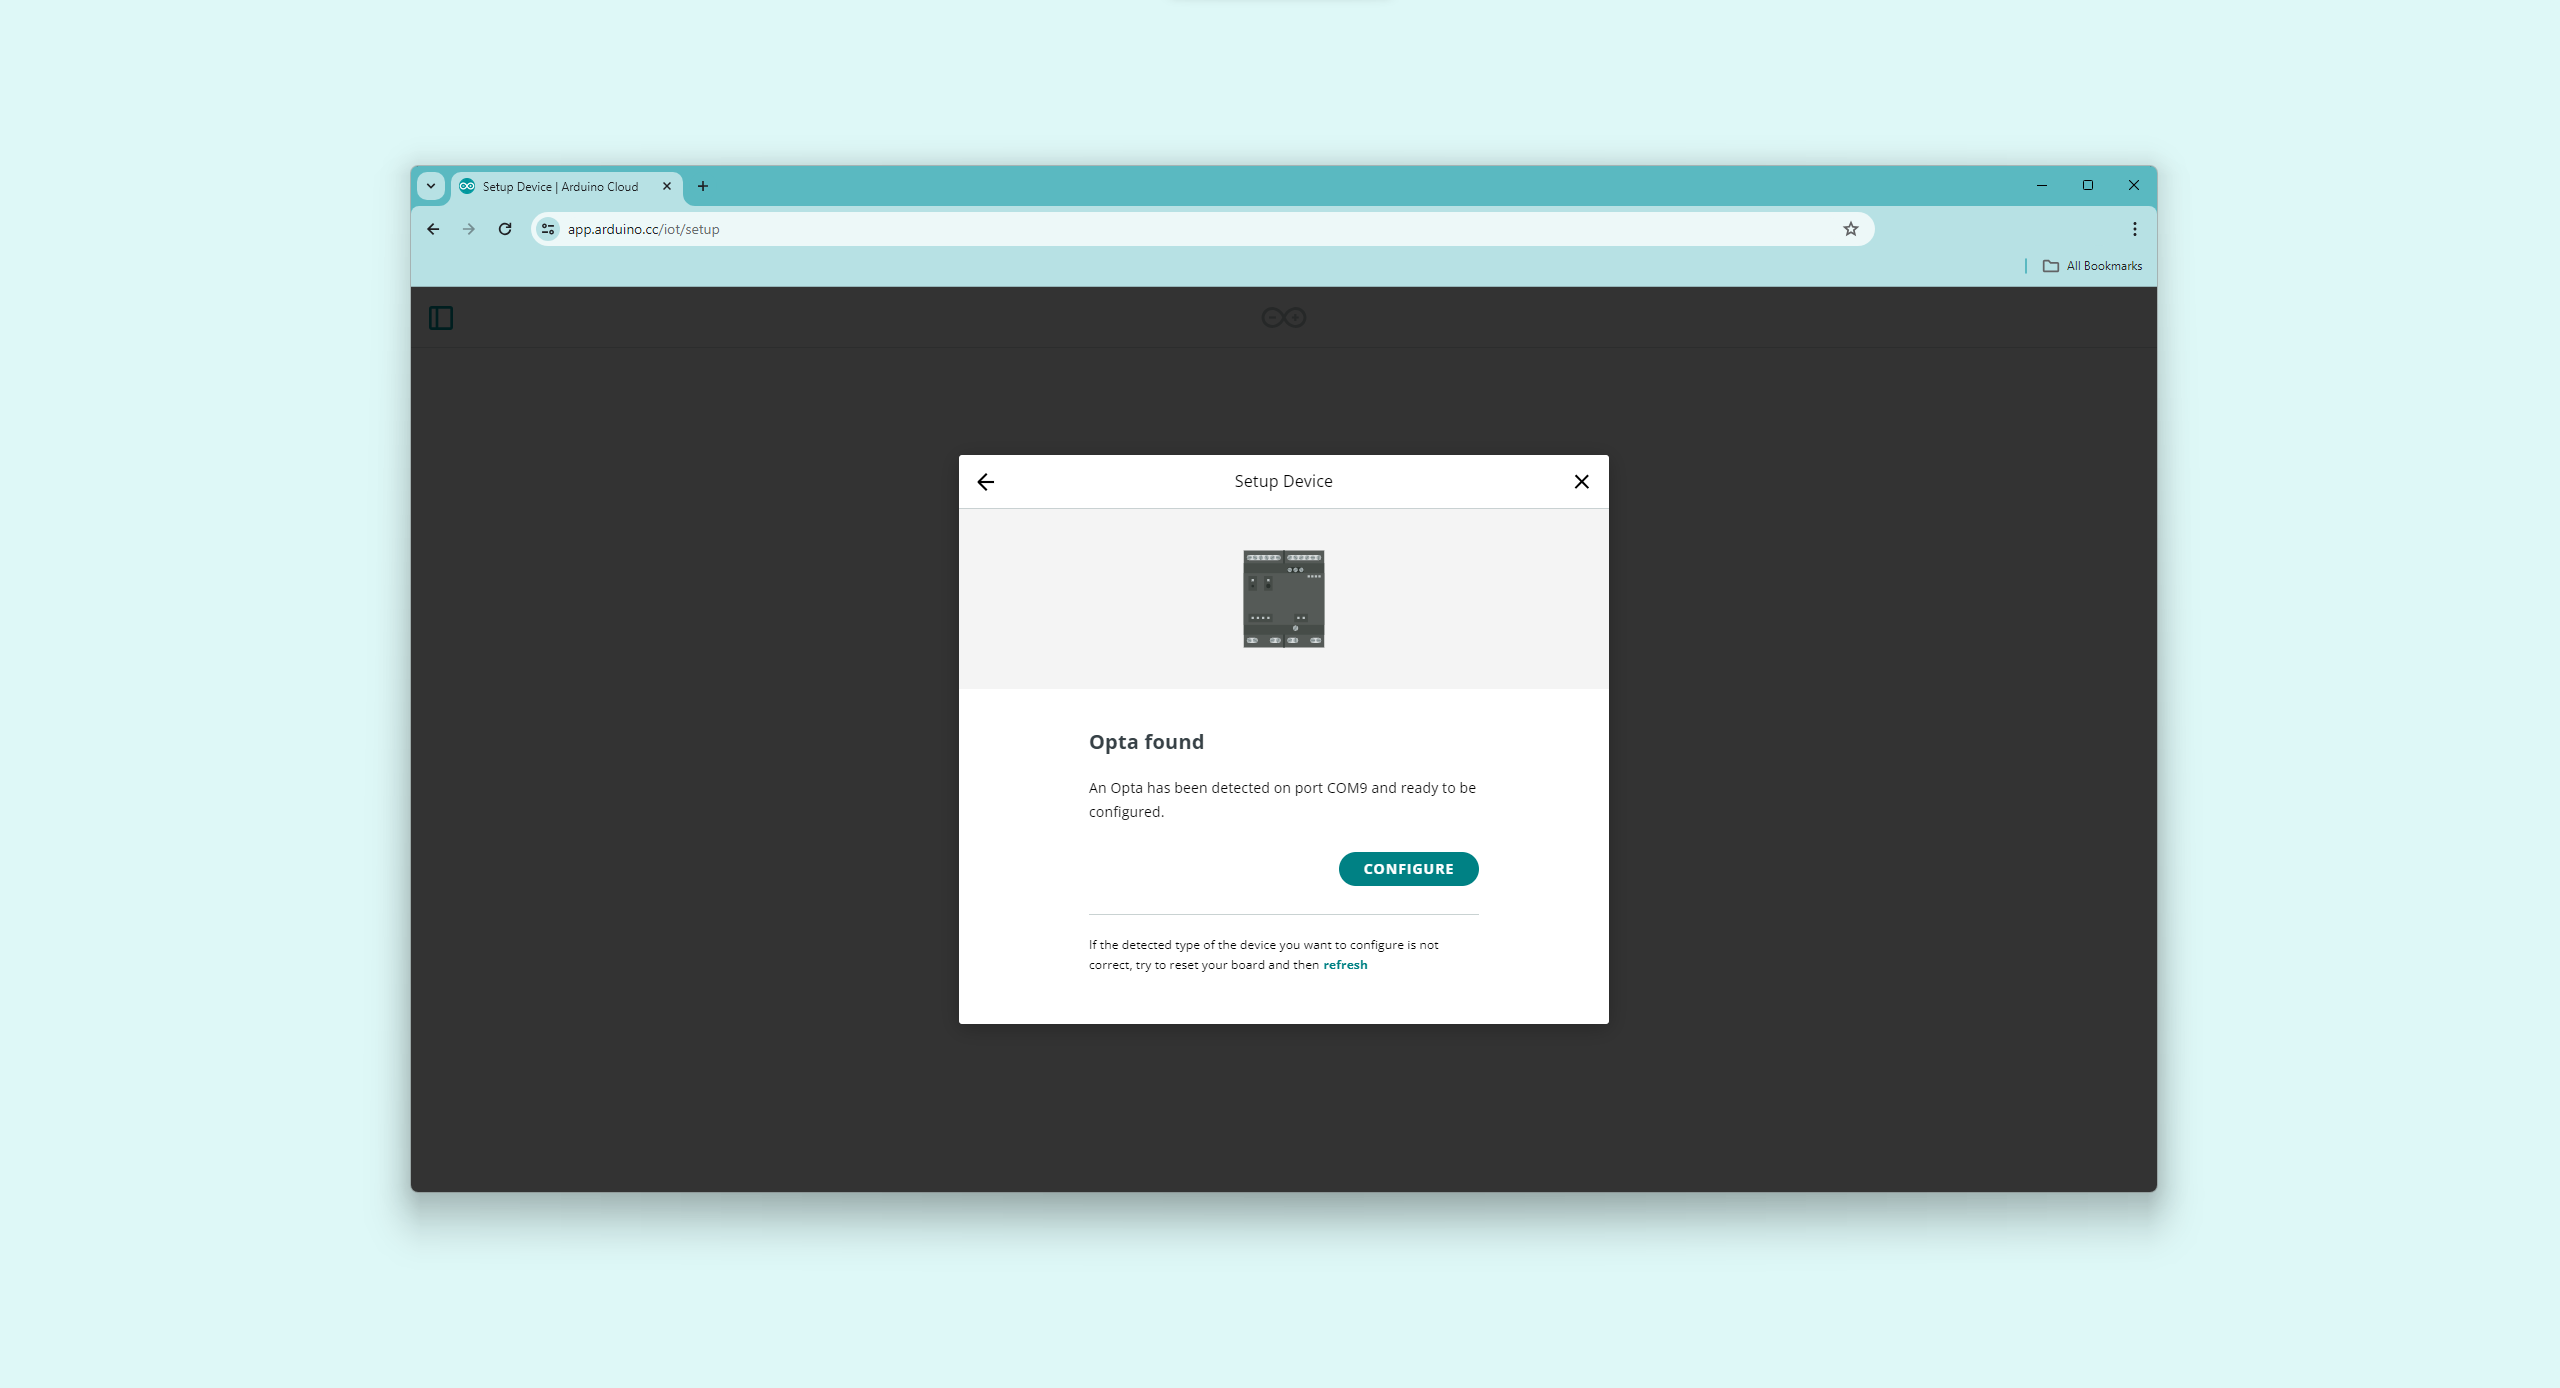 Setup Device | Arduino Cloud
app.arduino.cc/iot/setup
All Bookmarks
Setup Device
Opta found
An Opta has been detected on port COM9 and ready to be
configured.
CONFIGURE
If the detected type of the device you want to configure is not
correct, try to reset your board and then refresh